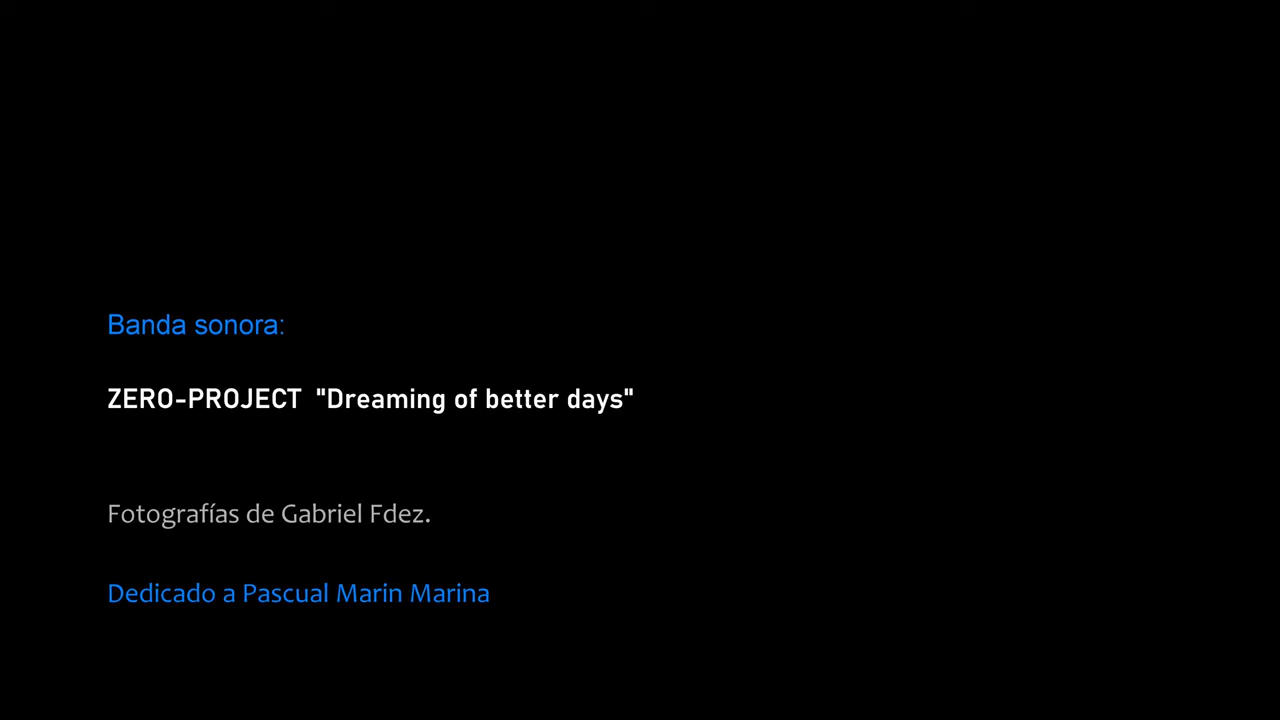 Banda sonora:
ZERO-PROJECT "Dreaming of better days"
Fotografías de Gabriel Fdez.
Dedicado a Pascual Marin Marina